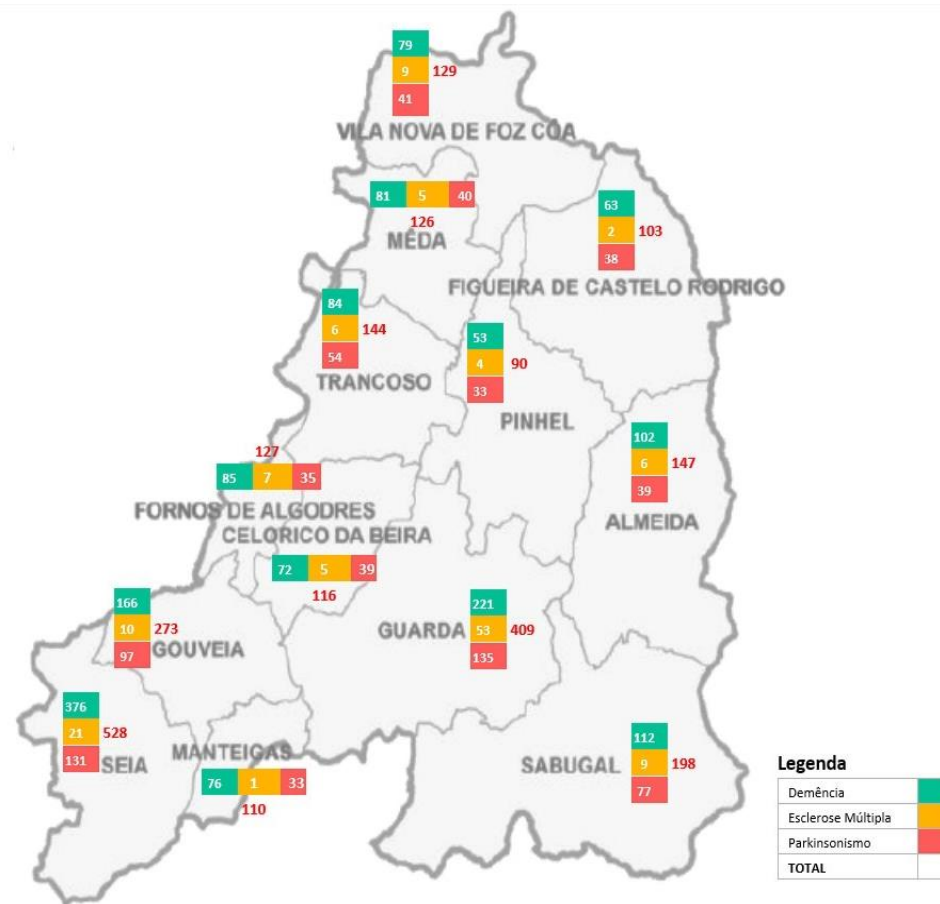 79
9 129
41
VILA NOVA DE FOZ CÔA
81 5 40
126
MÊDA
63
2 103
38
FIGUEIRA DE CASTELO RODRIGO
84
6 144
54
TRANCOSO
53
4 90
33
PINHEL
102
6 147
39
ALMEIDA
127
85 7 35
FORNOS DE ALGODRES
CELORICO DA BEIRA
72 5 39
116
166
10 273
97
GOUVEIA
221
53 409
135
GUARDA
376
21 528
131
SEIA
MANTEIGAS
76 1 33
110
112
9 198
77
SABUGAL
Legenda
Demência
Esclerose Múltipla
Parkinsonismo
TOTAL